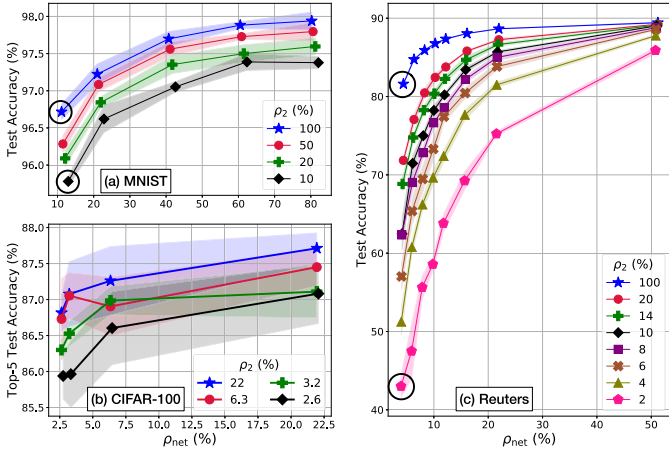 98.0
97.5
97.0
96.5
96.0
Test Accuracy (%)
10 20 30 40 50 60 70 80
(a) MNIST
ρ2 (%)
100
50
20
10
88.0
87.5
87.0
86.5
86.0
85.5
Top-5 Test Accuracy (%)
2.5 5.0 7.5 10.0 12.5 15.0 17.5 20.0 22.5
ρnet (%)
(b) CIFAR-100
ρ2 (%)
22 3.2
6.3 2.6
90
80
70
60
50
40
Test Accuracy (%)
0 10 20 30 40 50
ρnet (%)
(c) Reuters
ρ2 (%)
100
20
14
10
8
6
4
2